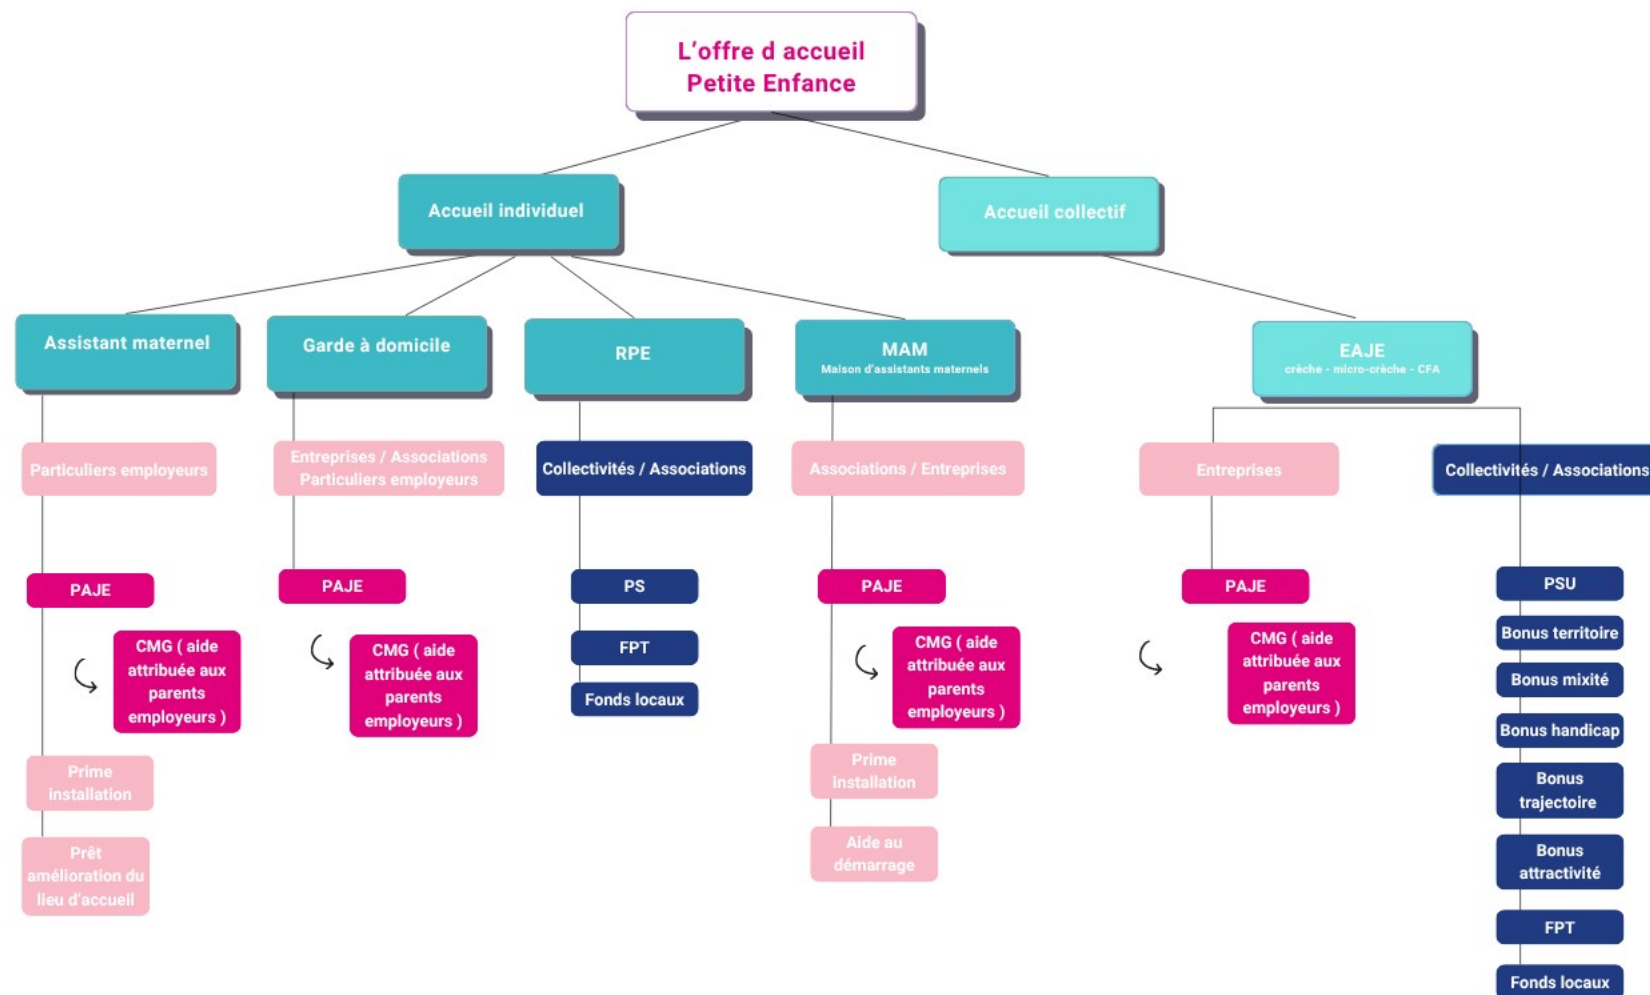 L'offre d accueil
Petite Enfance
Accueil individuel
Accueil collectif
Assistant maternel
Garde à domicile
RPE
MAM
Maison d'assistants maternels
EAJE
crèche - micro-crèche - CFA
Particuliers employeurs
Entreprises / Associations
Particuliers employeurs
Collectivités / Associations
Associations / Entreprises
Entreprises
Collectivités / Associations
PAJE
CMG ( aide
attribuée aux
parents
employeurs )
Prime
installation
Prêt
amélioration du
lieu d'accueil
PAJE
CMG ( aide
attribuée aux
parents
employeurs )
PS
FPT
Fonds locaux
PAJE
CMG ( aide
attribuée aux
parents
employeurs )
Prime
installation
Aide au
démarrage
PAJE
CMG ( aide
attribuée aux
parents
employeurs )
PSU
Bonus territoire
Bonus mixité
Bonus handicap
Bonus
trajectoire
Bonus
attractivité
FPT
Fonds locaux